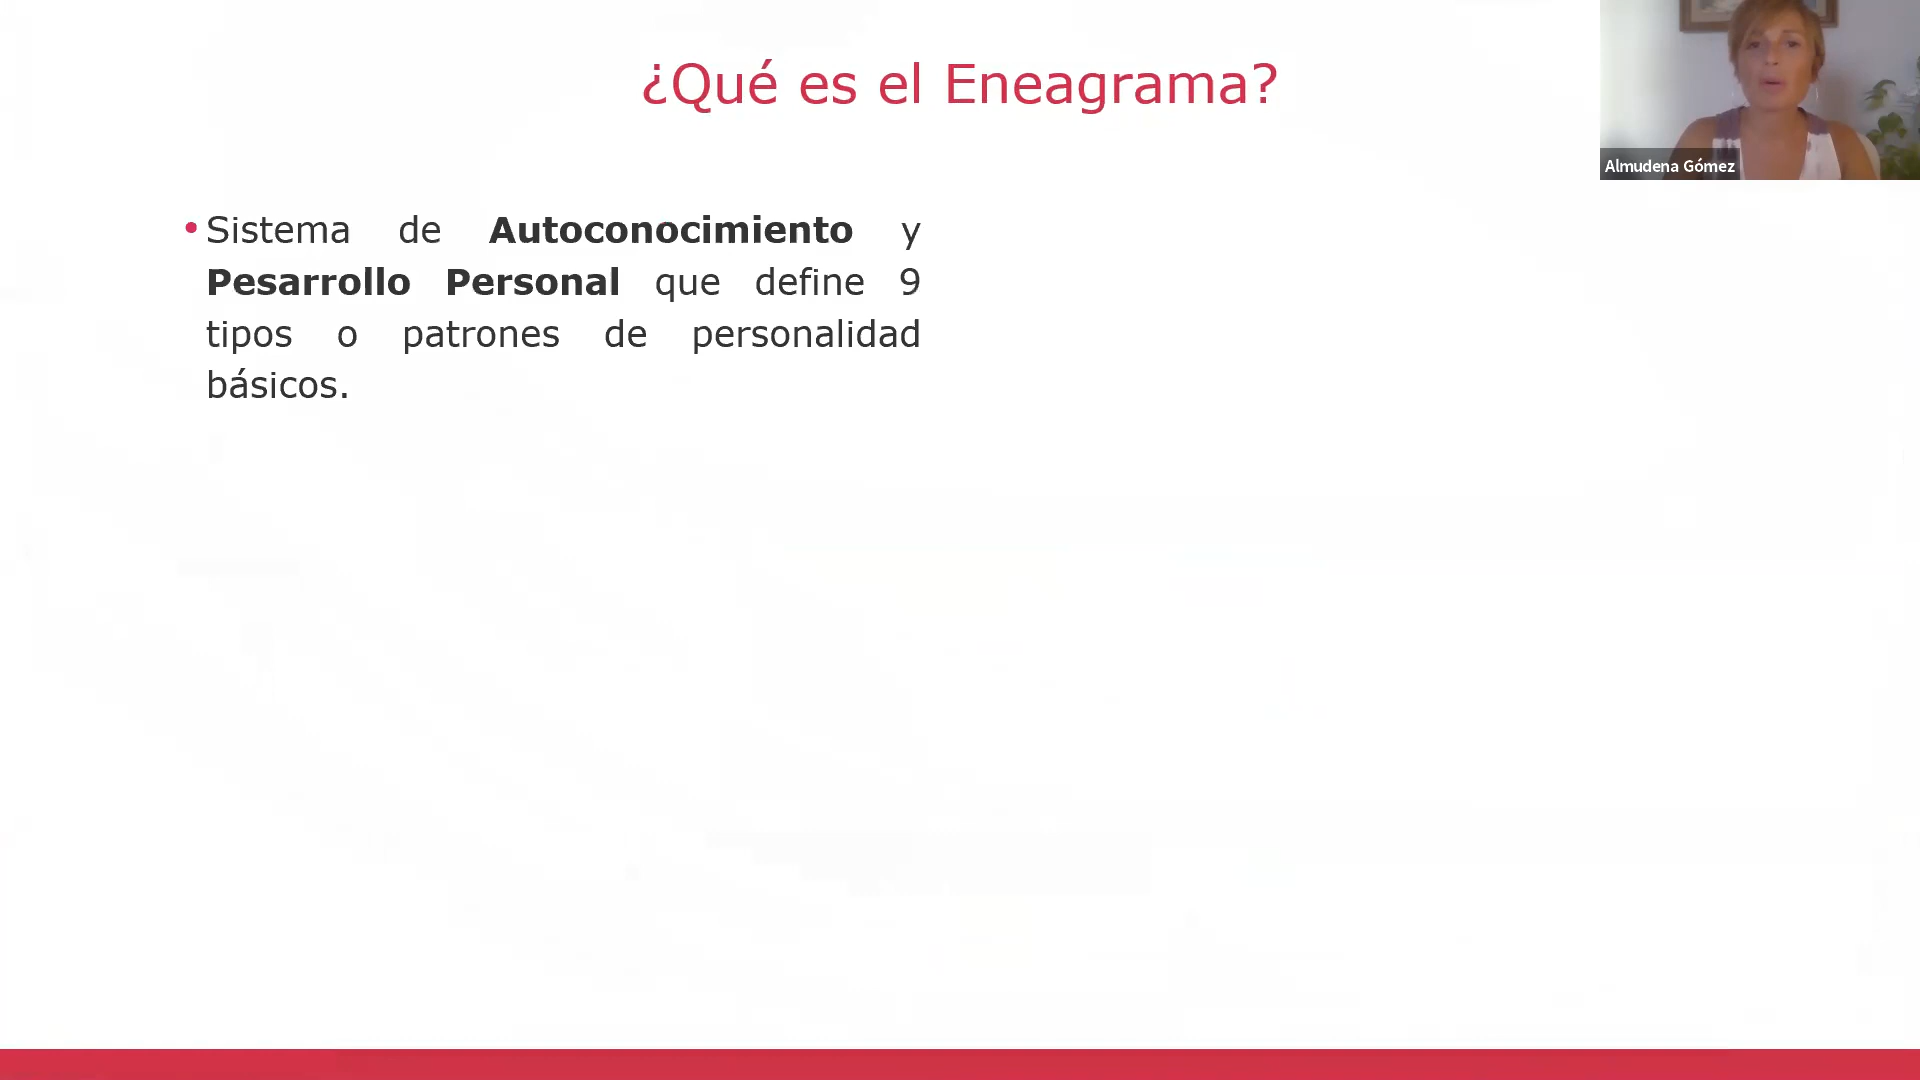 ¿Qué es el Eneagrama?
Almudena Gómez
• Sistema de Autoconocimiento y
Pesarrollo Personal que define 9
tipos o patrones de personalidad
básicos.